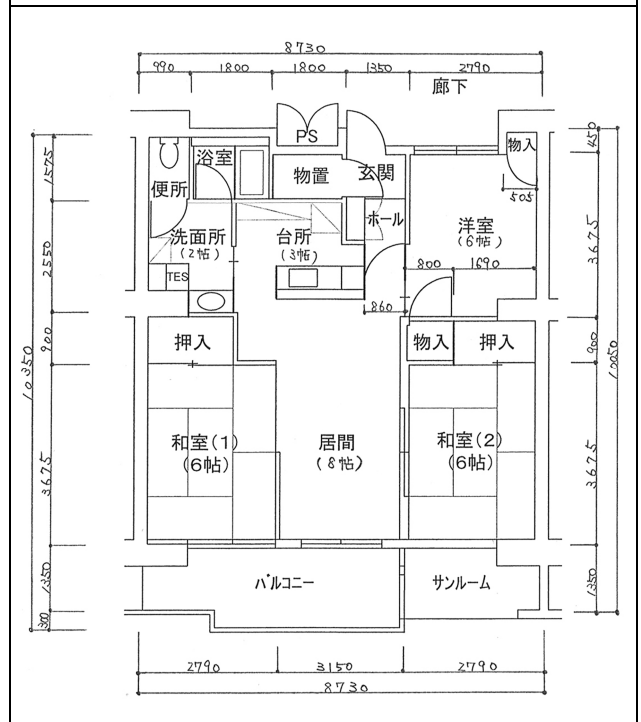 8730
990 1800 1800 1350 2790
廊下
PS
浴室
物置
玄関
物入
450
505
1575
便所
ホール
洋室
(6帖)
洗面所
(2帖)
台所
(3帖)
TES
800 1690
860
2550
3675
900
900
押入
物入
押入
10350
10050
和室(1)
(6帖)
居間
(8帖)
和室(2)
(6帖)
3675
3675
バルコニー
サンルーム
1350
1350
300
2790 3150 2790
8730